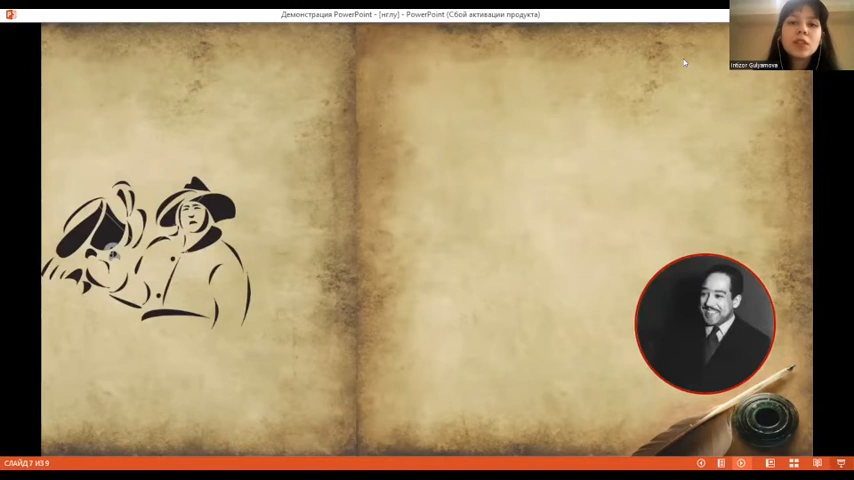 Демонстрация PowerPoint - [нглу] - PowerPoint (Сбой активации продукта)
Intizor Gulyamova
СЛАЙД 7 ИЗ 9